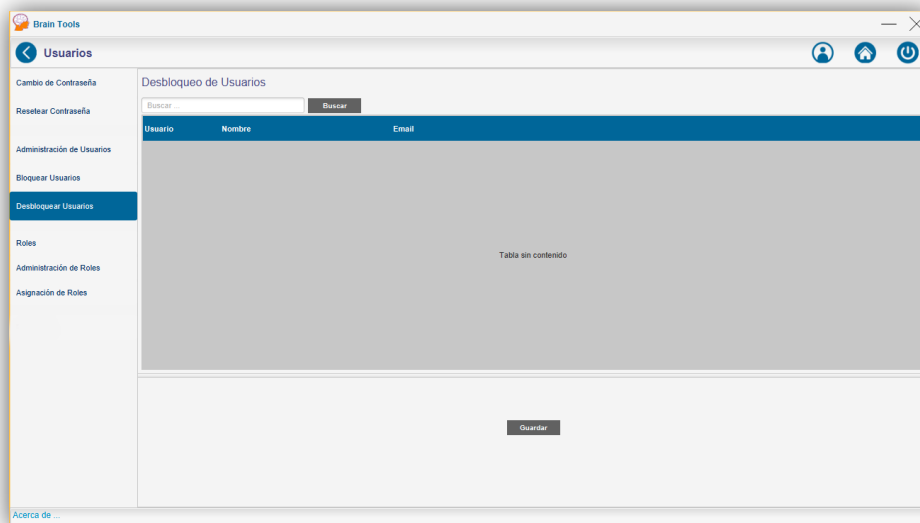 Brain Tools
Usuarios
Cambio de Contraseña
Resetear Contraseña
Administración de Usuarios
Bloquear Usuarios
Desbloquear Usuarios
Roles
Administración de Roles
Asignación de Roles
Desbloqueo de Usuarios
Buscar ... Buscar
Usuario Nombre Email
Tabla sin contenido
Guardar
Acerca de ...